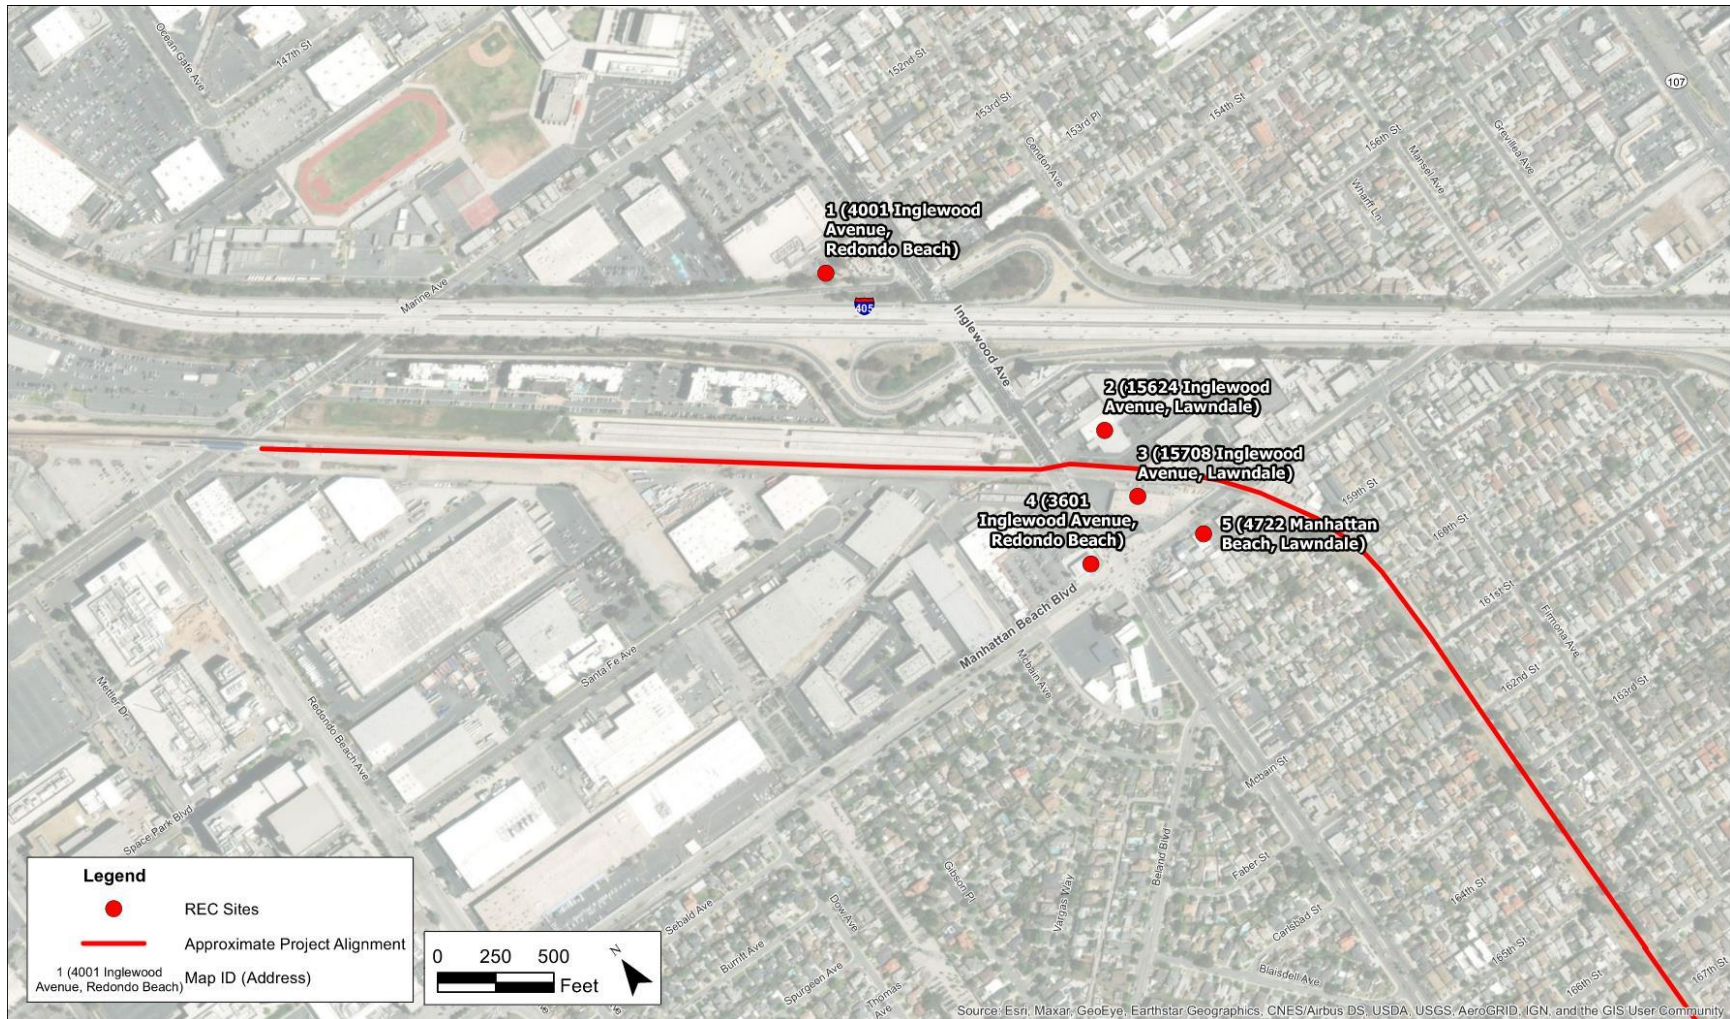 Ocean Gate Ave
147th St
152nd St
107
153rd St
153rd Pl
154th St
Condon Ave
156th St
Grevillea Ave
Mansel Ave
Wharff Ln
1 (4001 Inglewood
Avenue,
Redondo Beach)
Marine Ave
405
Inglewood Ave
2 (15624 Inglewood
Avenue, Lawndale)
3 (15708 Inglewood
Avenue, Lawndale)
4 (3601
Inglewood Avenue,
Redondo Beach)
159th St
5 (4722 Manhattan
Beach, Lawndale)
160th St
161st St
Firmona Ave
Manhattan Beach Blvd
Mcbain Ave
Santa Fe Ave
162nd St
163rd St
Mettler Dr
Redondo Beach Ave
Mcbain St
Space Park Blvd
Beland Blvd
Faber St
Gibson Pl
Vargas Way
164th St
Dow Ave
Sebald Ave
Carlsbad St
165th St
Burritt Ave
Spurgeon Ave
Blaisdell Ave
166th St
167th St
Thomas
Ave
Legend
REC Sites
Approximate Project Alignment
1 (4001 Inglewood
Avenue, Redondo Beach)
Map ID (Address)
0 250 500
Feet
N
Source: Esri, Maxar, GeoEye, Earthstar Geographics, CNES/Airbus DS, USDA, USGS, AeroGRID, IGN, and the GIS User Community